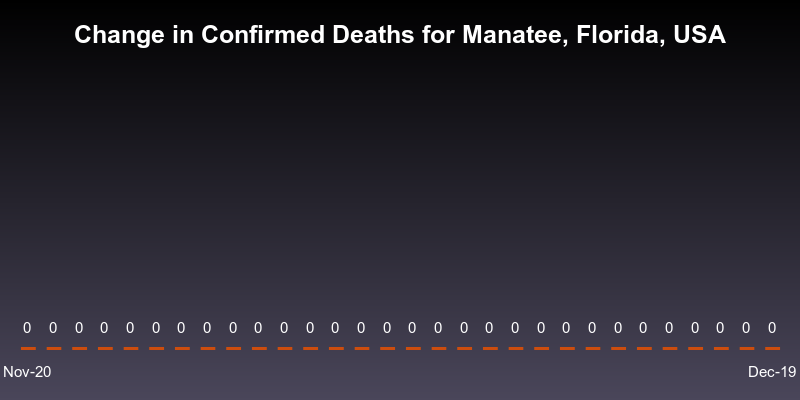 Change in Confirmed Deaths for Manatee, Florida, USA
0 0 0 0 0 0 0 0 0 0 0 0 0 0 0 0 0 0 0 0 0 0 0 0 0 0 0 0 0 0
Nov-20 Dec-19